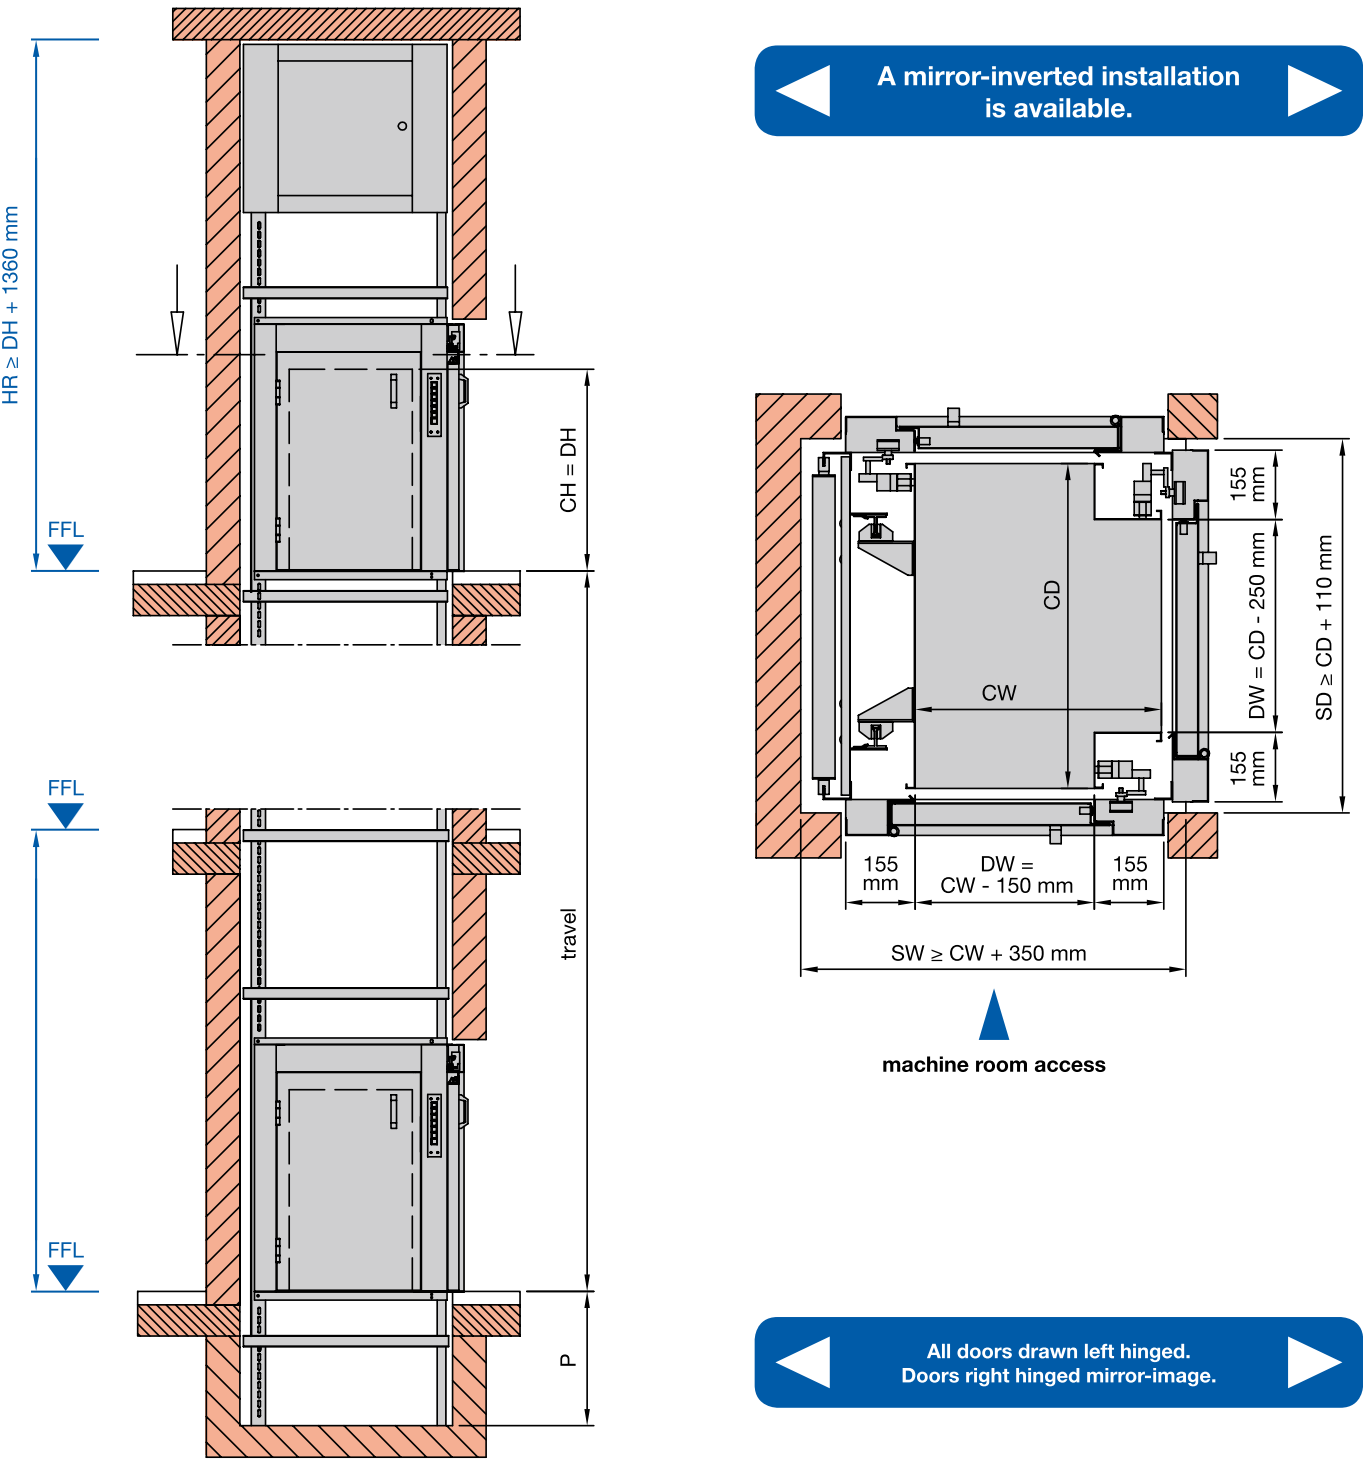 A mirror-inverted installation
is available.
HR ≥ DH + 1360 mm
FFL
CH = DH
FFL
travel
FFL
P
155
mm
DW = CD - 250 mm
155
mm
SD ≥ CD + 110 mm
CD
CW
155
mm
DW =
CW - 150 mm
155
mm
SW ≥ CW + 350 mm
machine room access
All doors drawn left hinged.
Doors right hinged mirror-image.